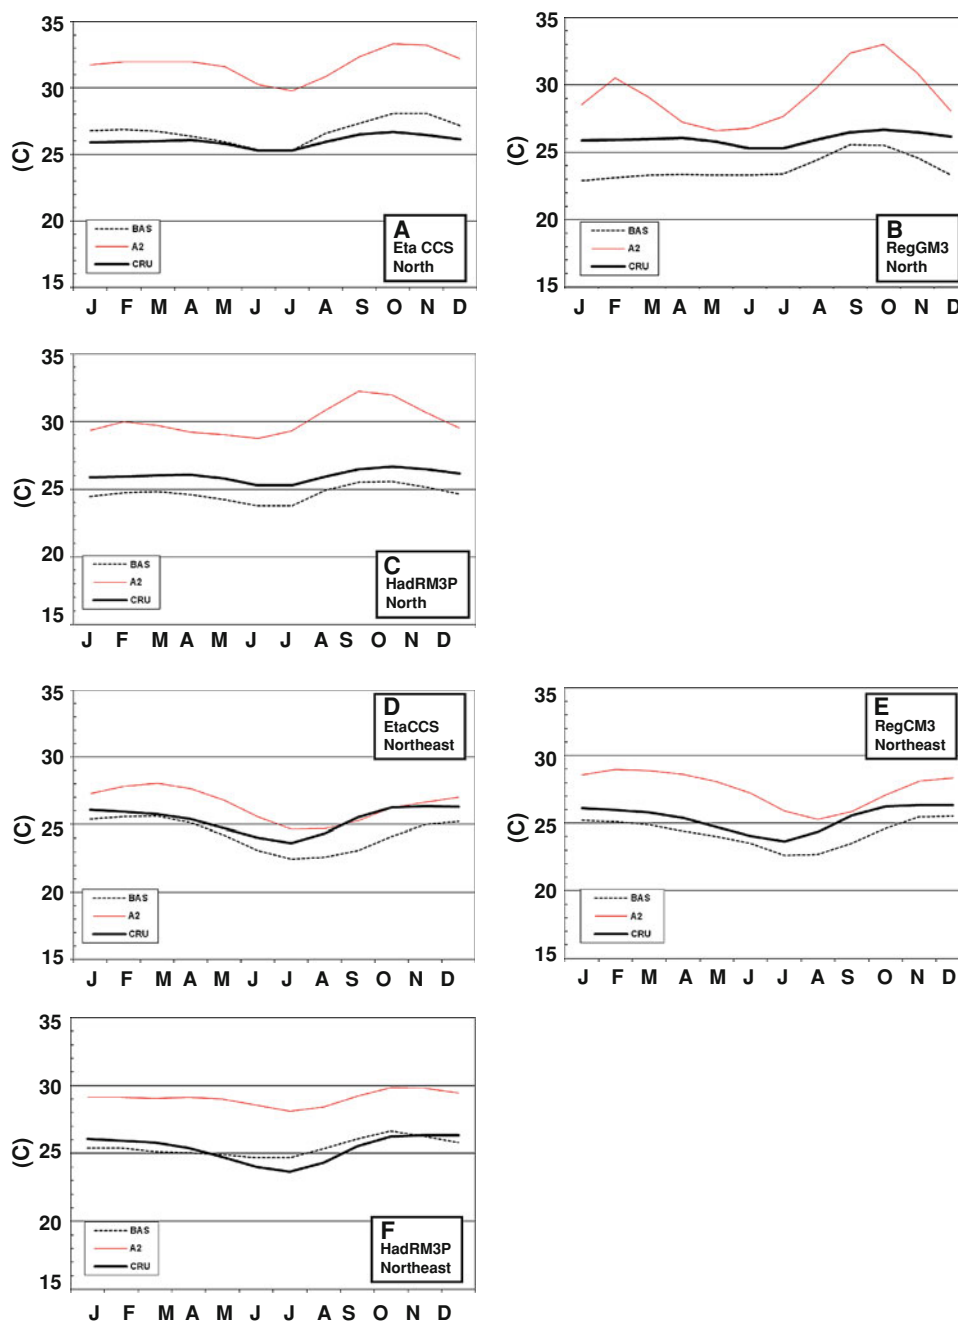 35
30
25
20
15
(C)
BAS
A2
CRU
A
Eta CCS
North
J F M A M J J A S O N D
35
30
25
20
15
(C)
BAS
A2
CRU
B
RegGM3
North
J F M A M J J A S O N D
35
30
25
20
15
(C)
BAS
A2
CRU
C
HadRM3P
North
J F M A M J J A S O N D
35
30
25
20
15
(C)
BAS
A2
CRU
D
EtaCCS
Northeast
J F M A M J J A S O N D
35
30
25
20
15
BAS
A2
CRU
E
RegCM3
Northeast
J F M A M J J A S O N D
35
30
25
20
15
(C)
BAS
A2
CRU
F
HadRM3P
Northeast
J F M A M J J A S O N D